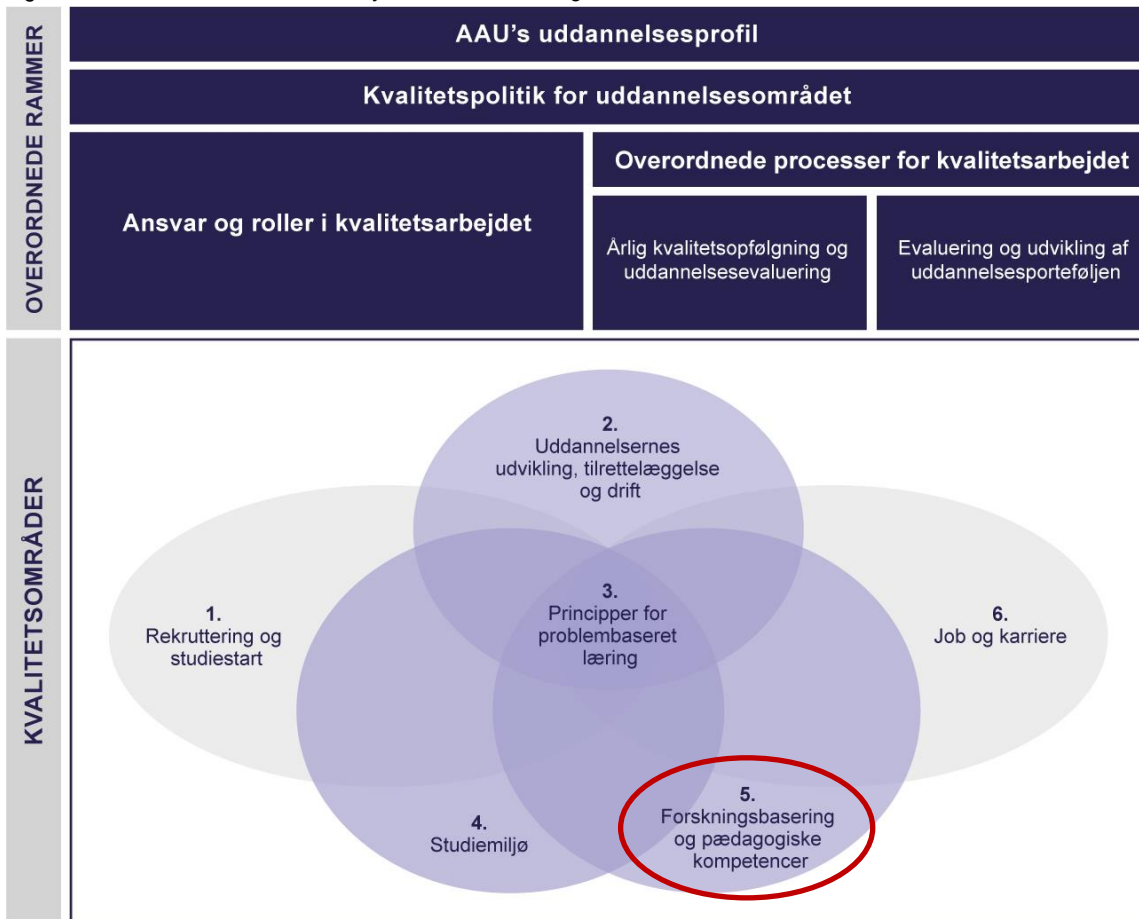 AAU's uddannelsesprofil
Kvalitetspolitik for uddannelsesområdet
OVERORDNEDE RAMMER
Ansvar og roller i kvalitetsarbejdet
Overordnede processer for kvalitetsarbejdet
Årlig kvalitetsopfølgning og
uddannelsesevaluering
Evaluering og udvikling af
uddannelsesporteføljen
KVALITETSOMRÅDER
1.
Rekruttering og
studiestart
2.
Uddannelsernes
udvikling, tilrettelæggelse
og drift
3.
Principper for
problembaseret
læring
4.
Studiemiljø
5.
Forskningsbasering
og pædagogiske
kompetencer
6.
Job og karriere